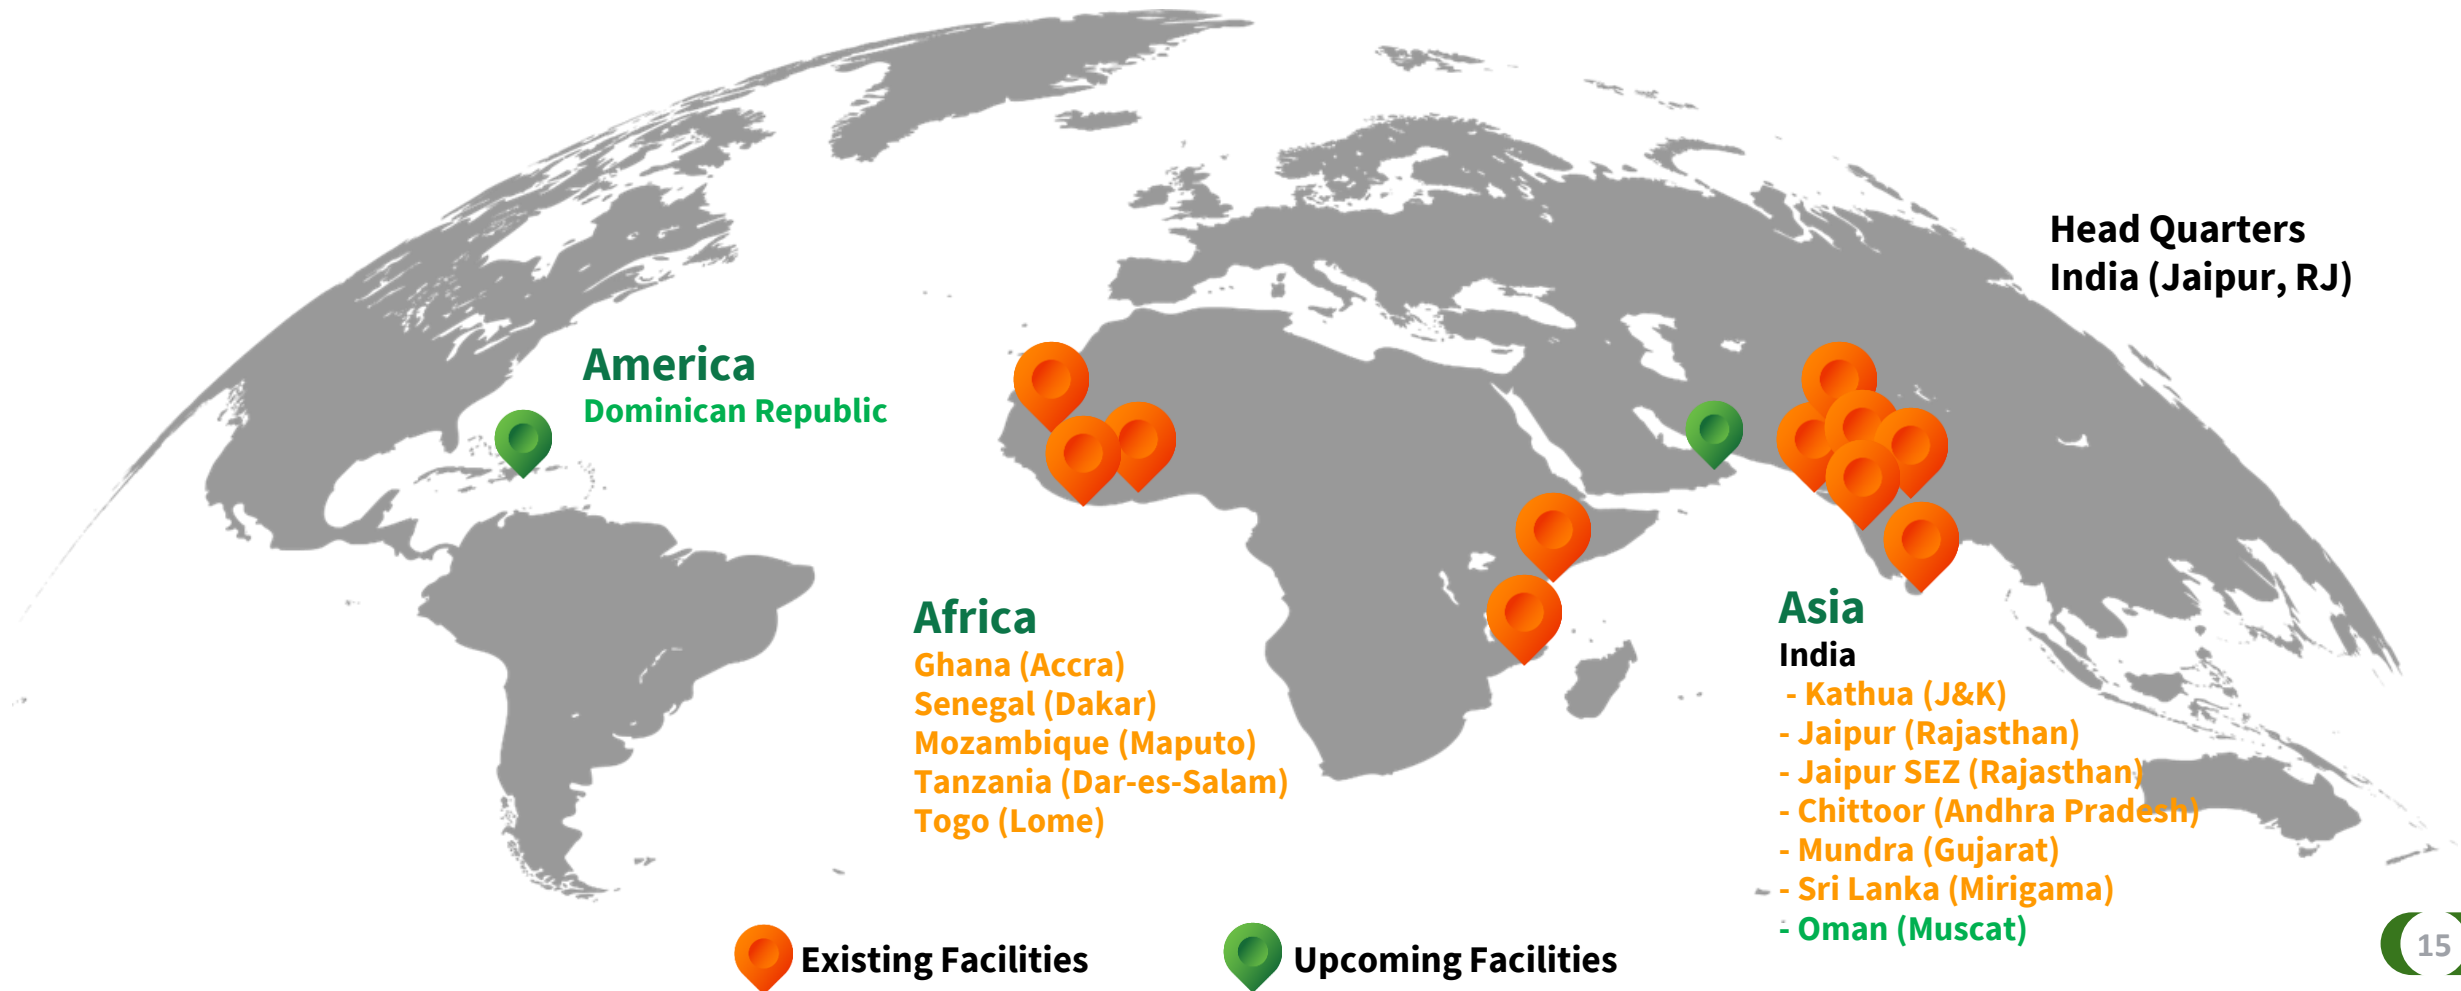 Head Quarters
India (Jaipur, RJ)
America
Dominican Republic
Africa
Ghana (Accra)
Senegal (Dakar)
Mozambique (Maputo)
Tanzania (Dar-es-Salam)
Togo (Lome)
Asia
India
- Kathua (J&K)
- Jaipur (Rajasthan)
- Jaipur SEZ (Rajasthan)
- Chittoor (Andhra Pradesh)
- Mundra (Gujarat)
- Sri Lanka (Mirigama)
- Oman (Muscat)
Existing Facilities
Upcoming Facilities
15